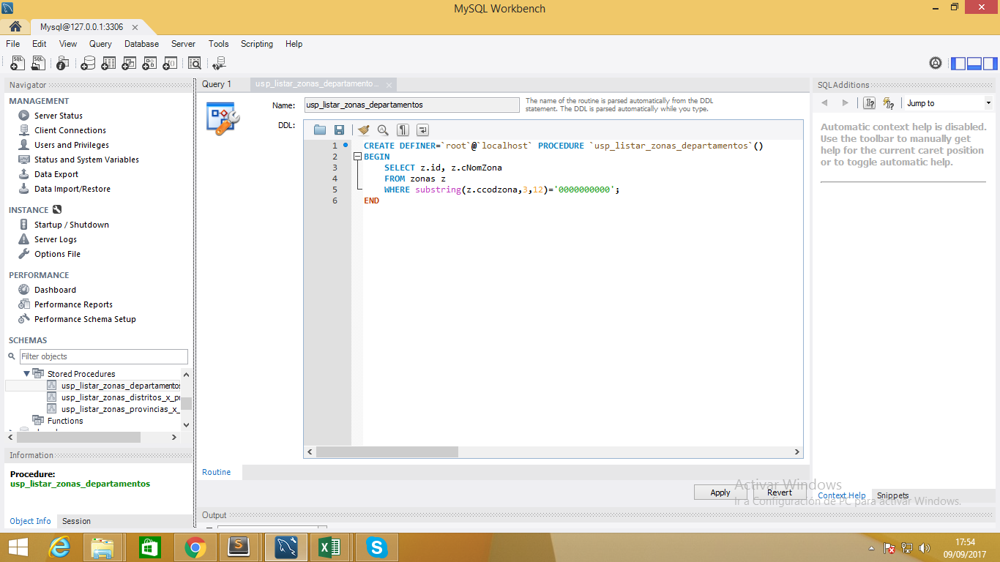 MySQL Workbench
Mysql@127.0.0.1:3306
File Edit View Query Database Server Tools Scripting Help
Navigator
MANAGEMENT
Server Status
Client Connections
Users and Privileges
Status and System Variables
Data Export
Data Import/Restore
INSTANCE
Startup / Shutdown
Server Logs
Options File
PERFORMANCE
Dashboard
Performance Reports
Performance Schema Setup
SCHEMAS
Filter objects
Stored Procedures
usp_listar_zonas_departamentos
usp_listar_zonas_distritos_x_pr
usp_listar_zonas_provincias_x_
Functions
Information
Procedure:
usp_listar_zonas_departamentos
Object Info Session
Query 1 usp_listar_zonas_departamento...
Name: usp_listar_zonas_departamentos
The name of the routine is parsed automatically from the DDL
statement. The DDL is parsed automatically while you type.
DDL:
1 CREATE DEFINER=`root`@`localhost` PROCEDURE `usp_listar_zonas_departamentos`()
2 BEGIN
3 SELECT z.id, z.cNomZona
4 FROM zonas z
5 WHERE substring(z.ccodzona,3,12)='0000000000';
6 END
Routine
Apply Revert
Output
SQLAdditions
Jump to
Automatic context help is disabled.
Use the toolbar to manually get
help for the current caret position
or to toggle automatic help.
Activar Windows
Ir a Configuración de PC para activar Windows.
Context Help Snippets
17:54
09/09/2017